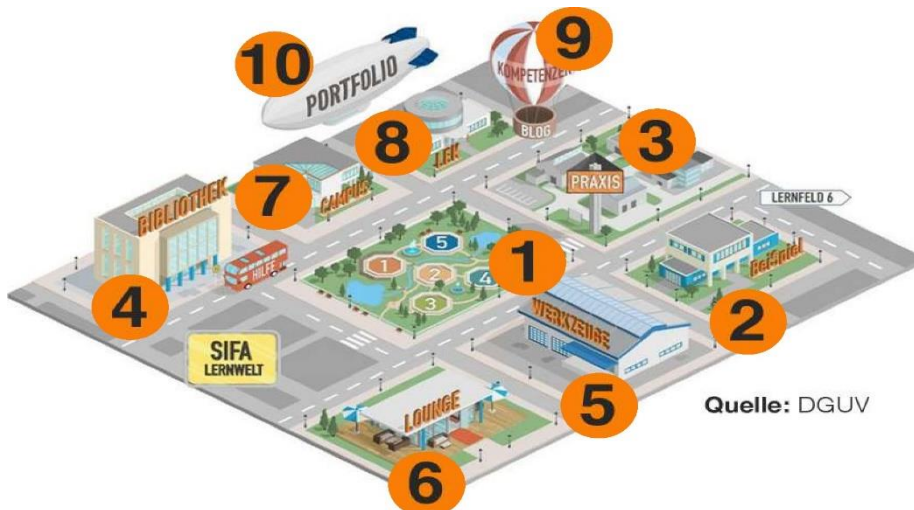 10
PORTFOLIO
9
KOMPETENZEN
BLOG
8
LEK
3
PRAXIS
LERNFELD 6
7
CAMPUS
BIBLIOTHEK
HILFE
4
1
5
1
2
4
3
Beispiel
2
WERKZEUGE
5
SIFA
LERNWELT
LOUNGE
6
Quelle: DGUV